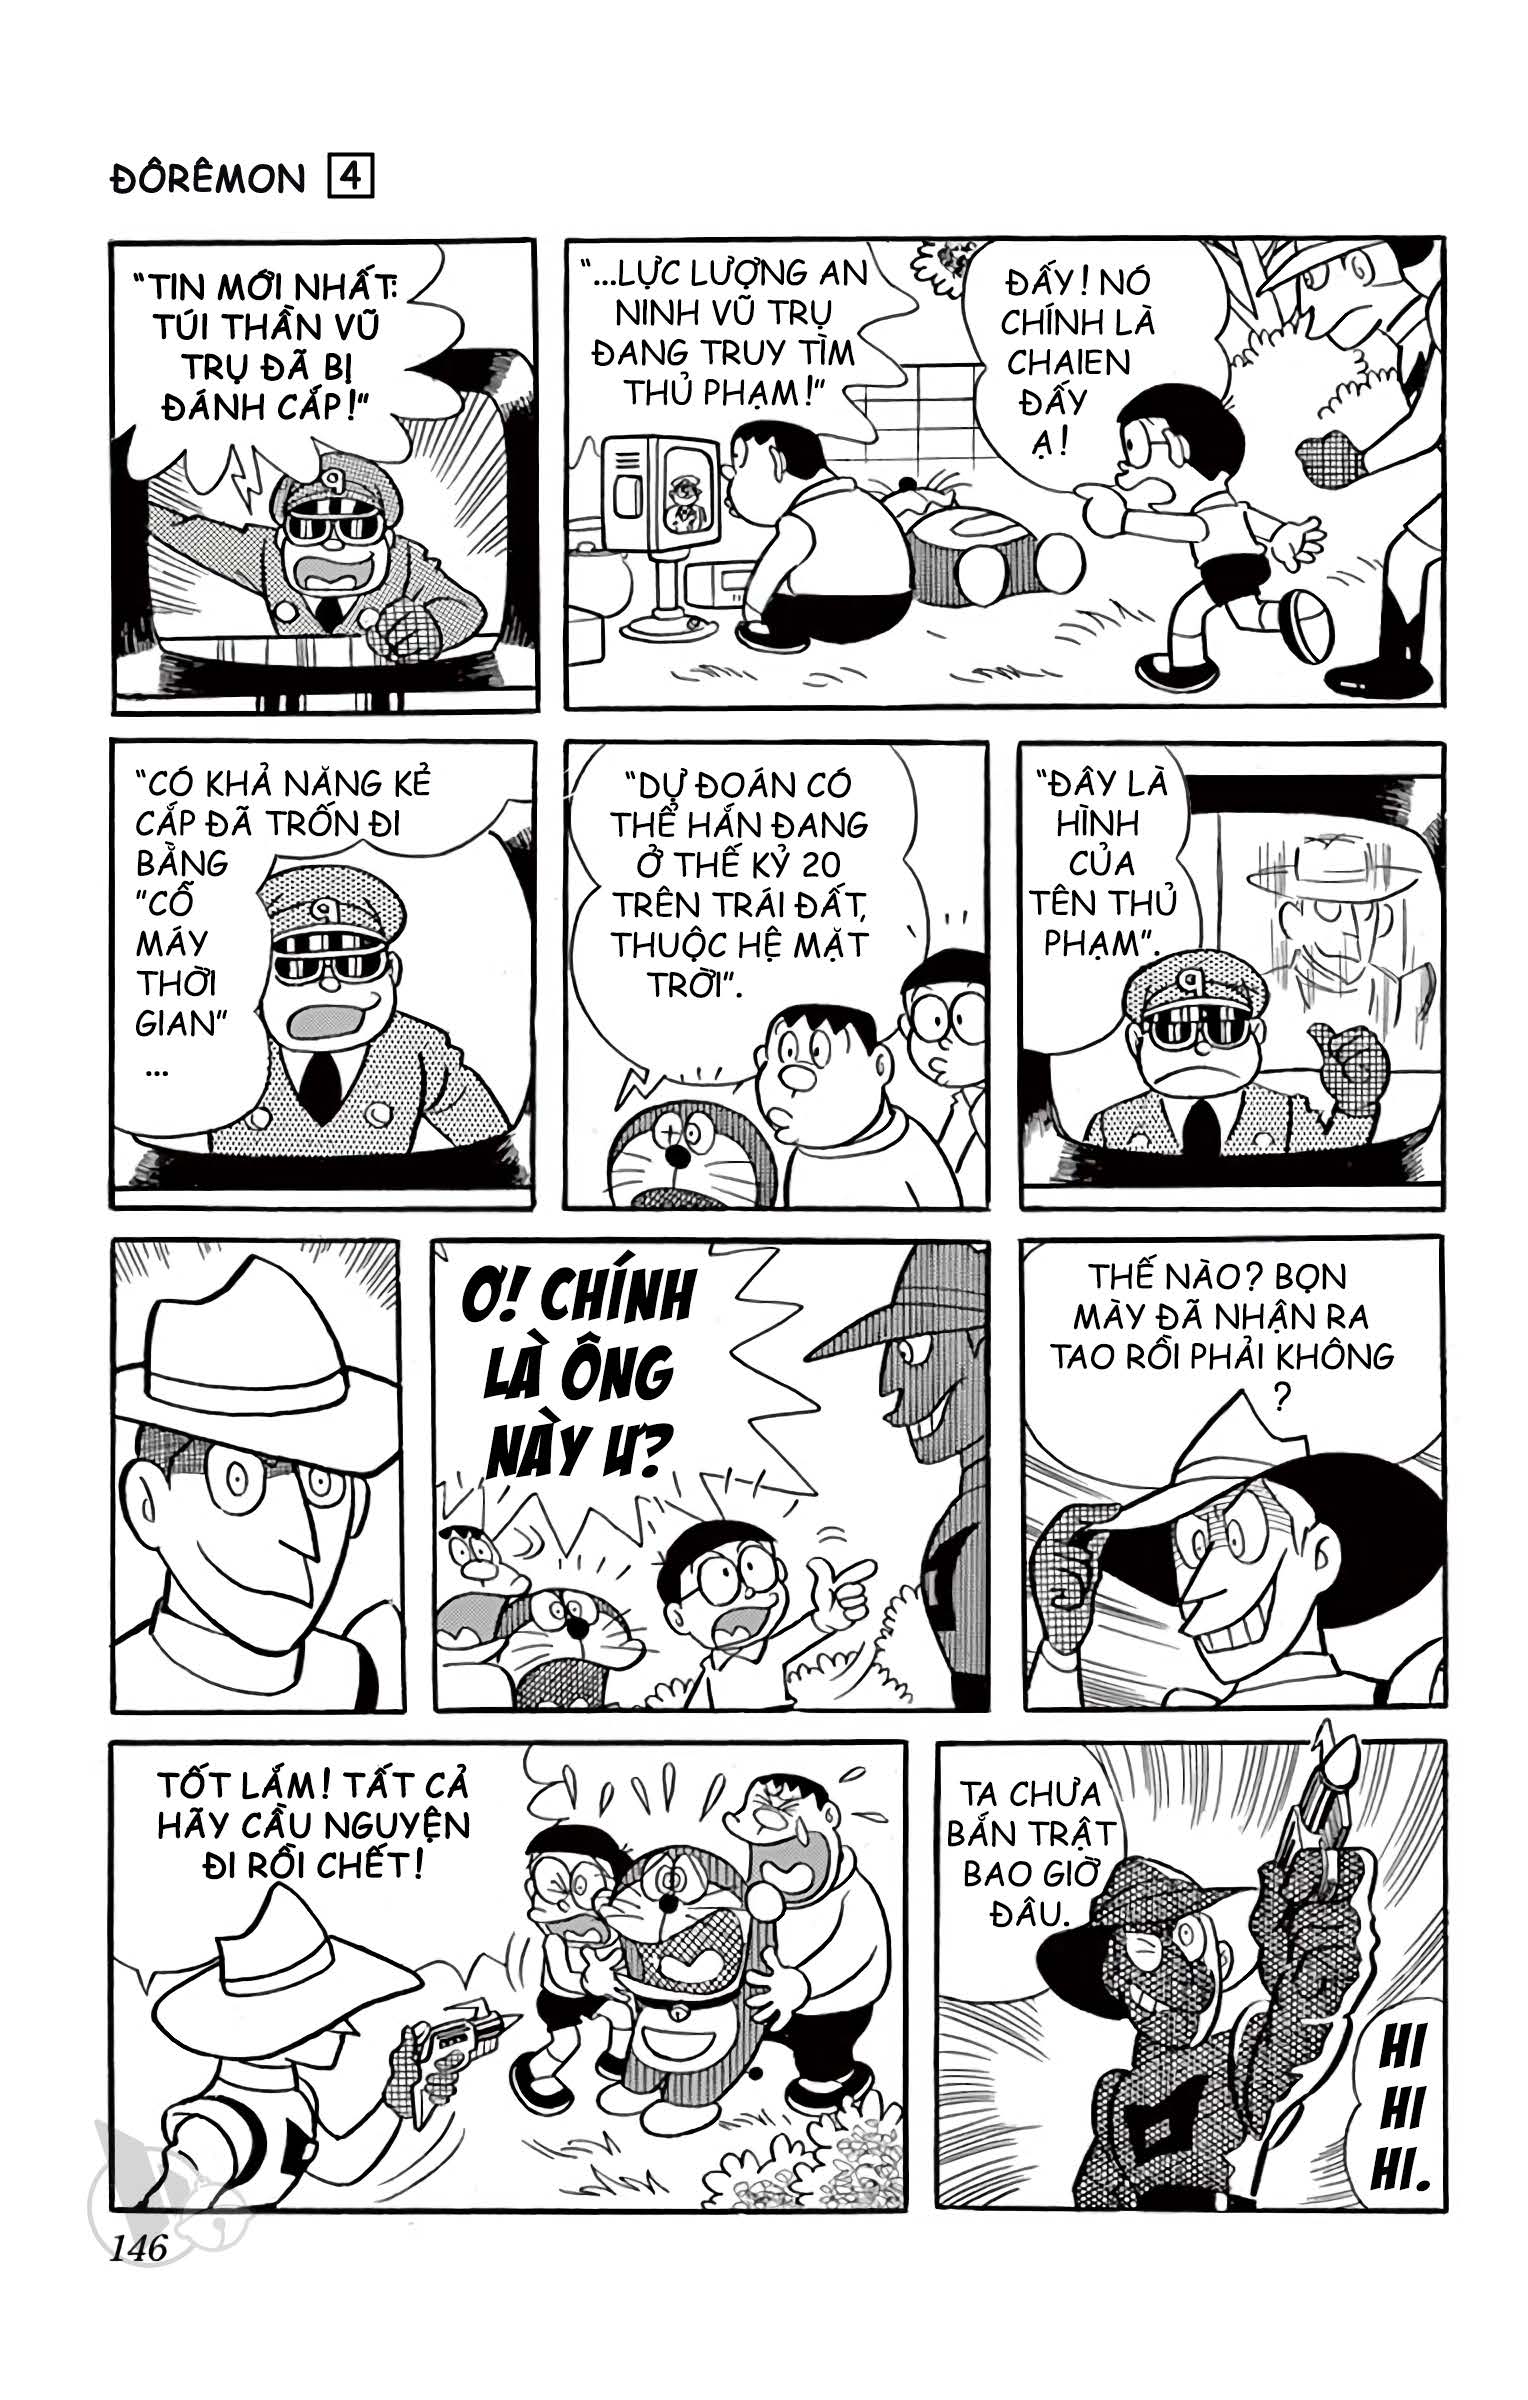 ĐÔRÊMON 4
"TIN MỚI NHẤT:
TÚI THẦN VŨ
TRỤ ĐÃ BỊ
ĐÁNH CẮP!"
"...LỰC LƯỢNG AN
NINH VŨ TRỤ
ĐANG TRUY TÌM
THỦ PHẠM!"
ĐẤY! NÓ
CHÍNH LÀ
CHAIEN
ĐẤY
Ạ!
"CÓ KHẢ NĂNG KẺ
CẮP ĐÃ TRỐN ĐI
BẰNG
"CỖ
MÁY
THỜI
GIAN"
...
"DỰ ĐOÁN CÓ
THỂ HẮN ĐANG
Ở THẾ KỶ 20
TRÊN TRÁI ĐẤT,
THUỘC HỆ MẶT
TRỜI".
"ĐÂY LÀ
HÌNH
CỦA
TÊN THỦ
PHẠM".
Ơ! CHÍNH
LÀ ÔNG
NÀY Ư?
THẾ NÀO? BỌN
MÀY ĐÃ NHẬN RA
TAO RỒI PHẢI KHÔNG
?
TỐT LẮM! TẤT CẢ
HÃY CẦU NGUYỆN
ĐI RỒI CHẾT!
TA CHƯA
BẮN TRẬT
BAO GIỜ
ĐÂU.
HI
HI
HI.
146